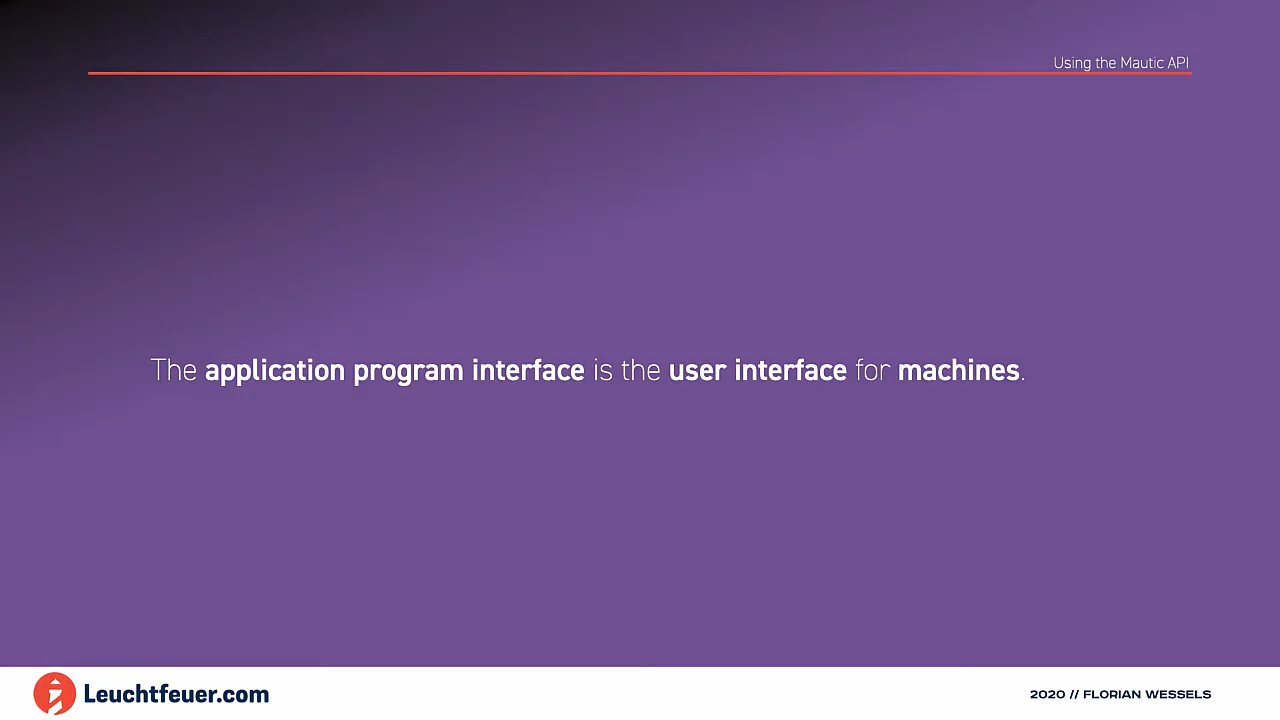 Using the Mautic API
The application program interface is the user interface for machines.
Leuchtfeuer.com
2020 // FLORIAN WESSELS